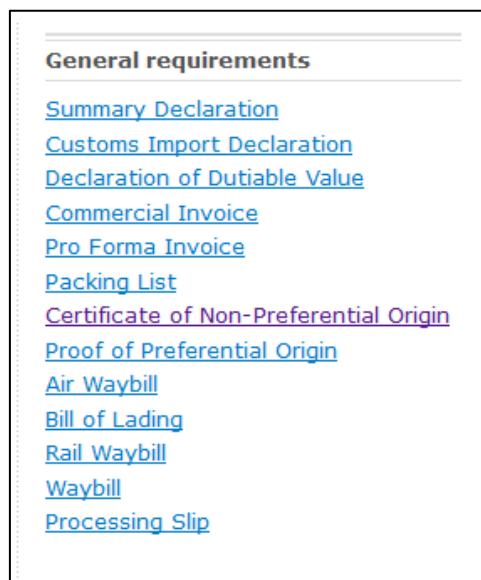 General requirements
Summary Declaration
Customs Import Declaration
Declaration of Dutiable Value
Commercial Invoice
Pro Forma Invoice
Packing List
Certificate of Non-Preferential Origin
Proof of Preferential Origin
Air Waybill
Bill of Lading
Rail Waybill
Waybill
Processing Slip